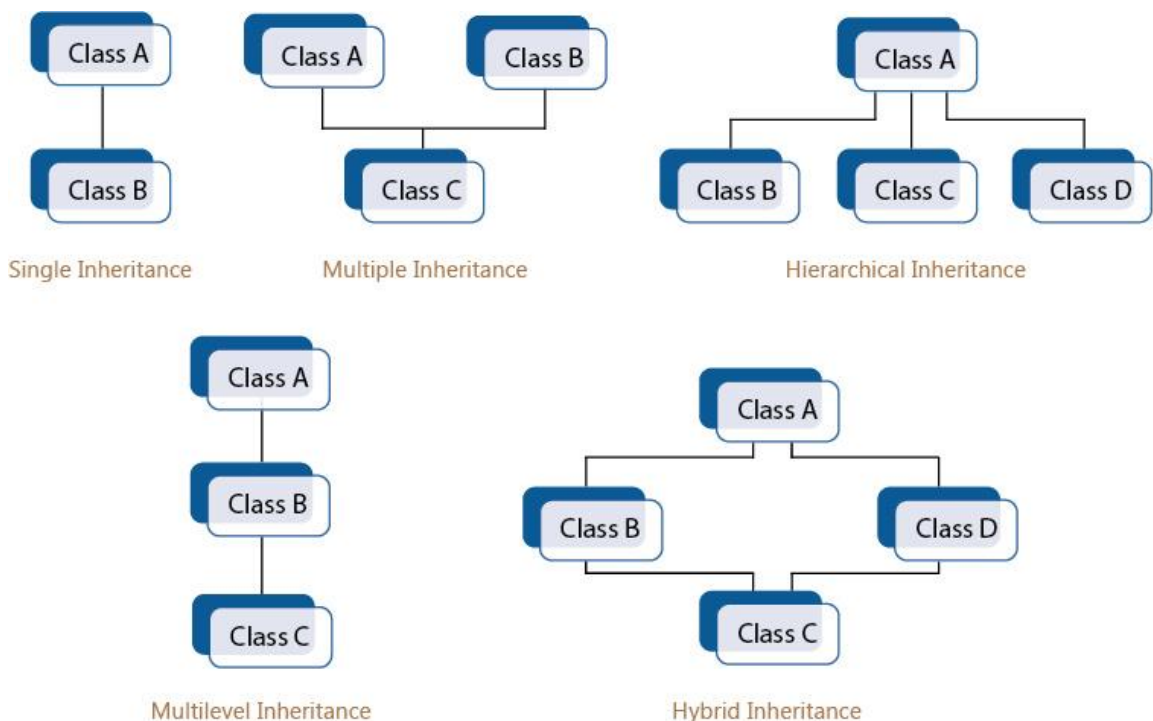 Class A
Class B
Single Inheritance
Class A
Class B
Class C
Multiple Inheritance
Class A
Class B
Class C
Class D
Hierarchical Inheritance
Class A
Class B
Class C
Multilevel Inheritance
Class A
Class B
Class D
Class C
Hybrid Inheritance